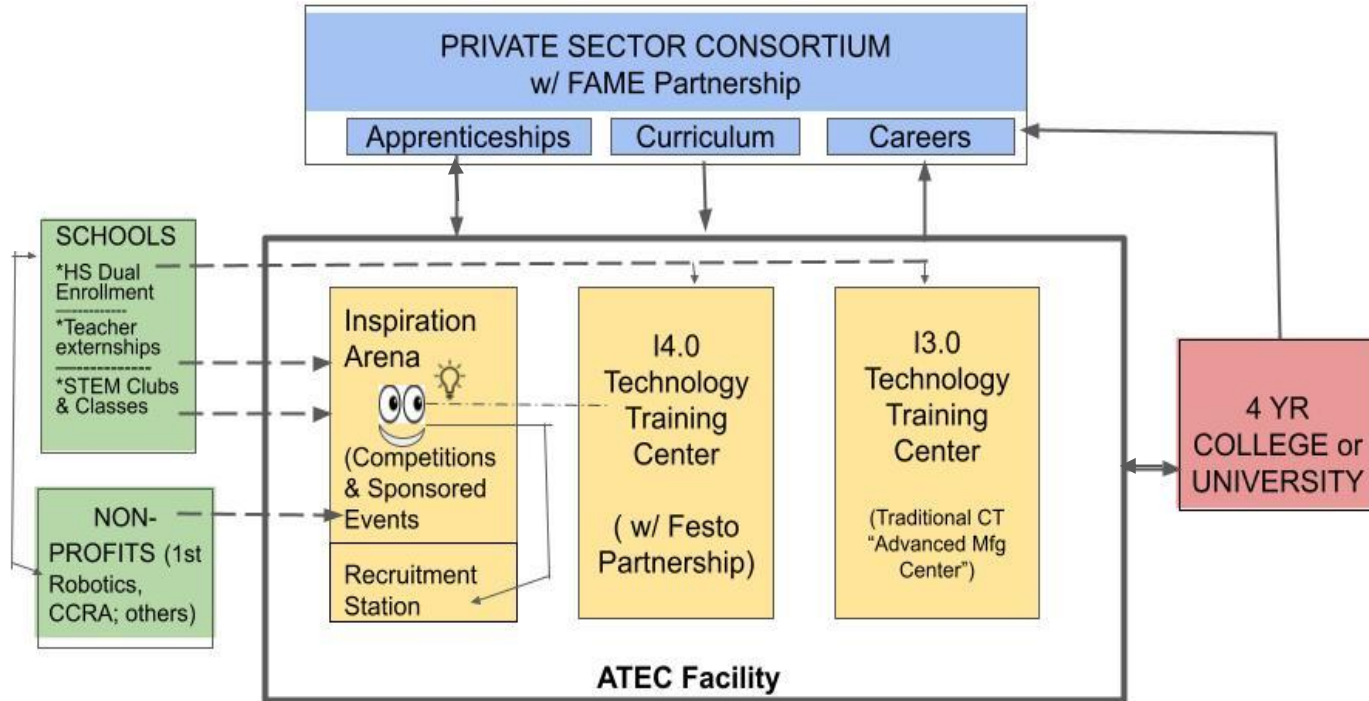 PRIVATE SECTOR CONSORTIUM
w/ FAME Partnership
Apprenticeships
Curriculum
Careers
SCHOOLS
*HS Dual
Enrollment
-------------
*Teacher
externships
----------------
*STEM Clubs
& Classes
NON-
PROFITS (1st
Robotics,
CCRA; others)
Inspiration
Arena
(Competitions
& Sponsored
Events
Recruitment
Station
I4.0
Technology
Training
Center
( w/ Festo
Partnership)
I3.0
Technology
Training
Center
(Traditional CT
“Advanced Mfg
Center”)
4 YR
COLLEGE or
UNIVERSITY
ATEC Facility